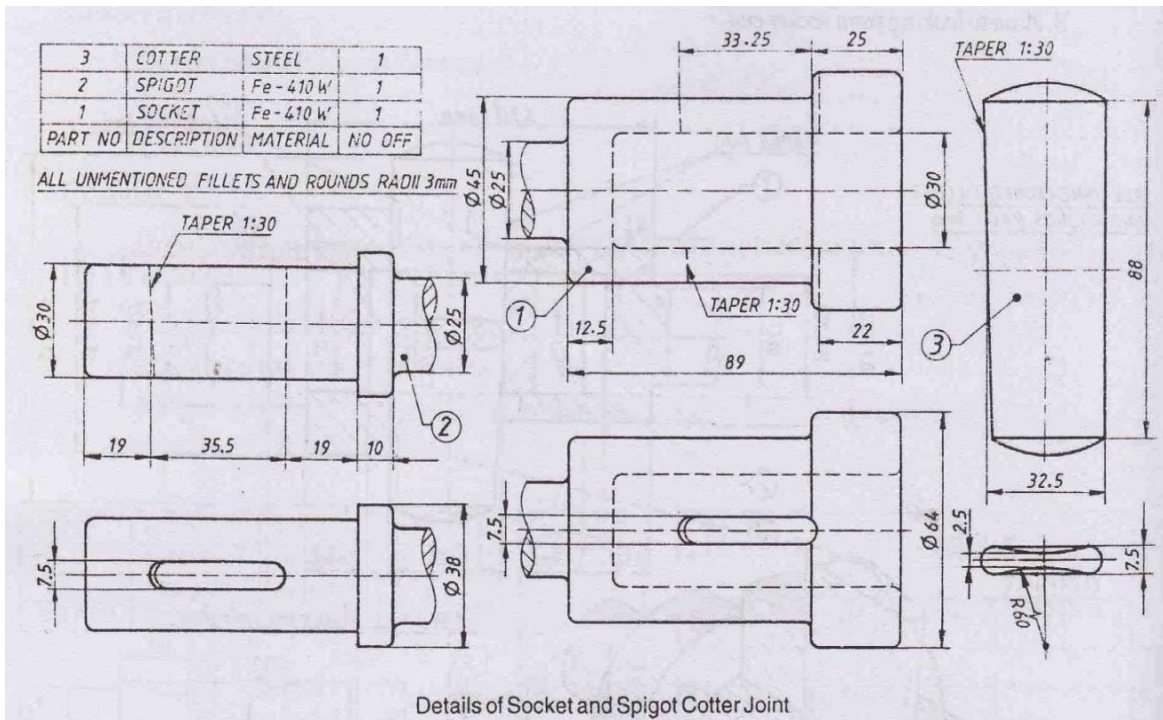 3 COTTER STEEL 1
2 SPIGOT Fe-410 W 1
1 SOCKET Fe-410 W 1
PART NO DESCRIPTION MATERIAL NO OFF
ALL UNMENTIONED FILLETS AND ROUNDS RADII 3mm
TAPER 1:30
Ø30
Ø25
2
19
35.5
19
10
7.5
Ø38
33.25
25
Ø45
Ø25
Ø30
1
TAPER 1:30
12.5
22
89
7.5
Ø64
TAPER 1:30
88
3
32.5
2.5
7.5
R60
Details of Socket and Spigot Cotter Joint